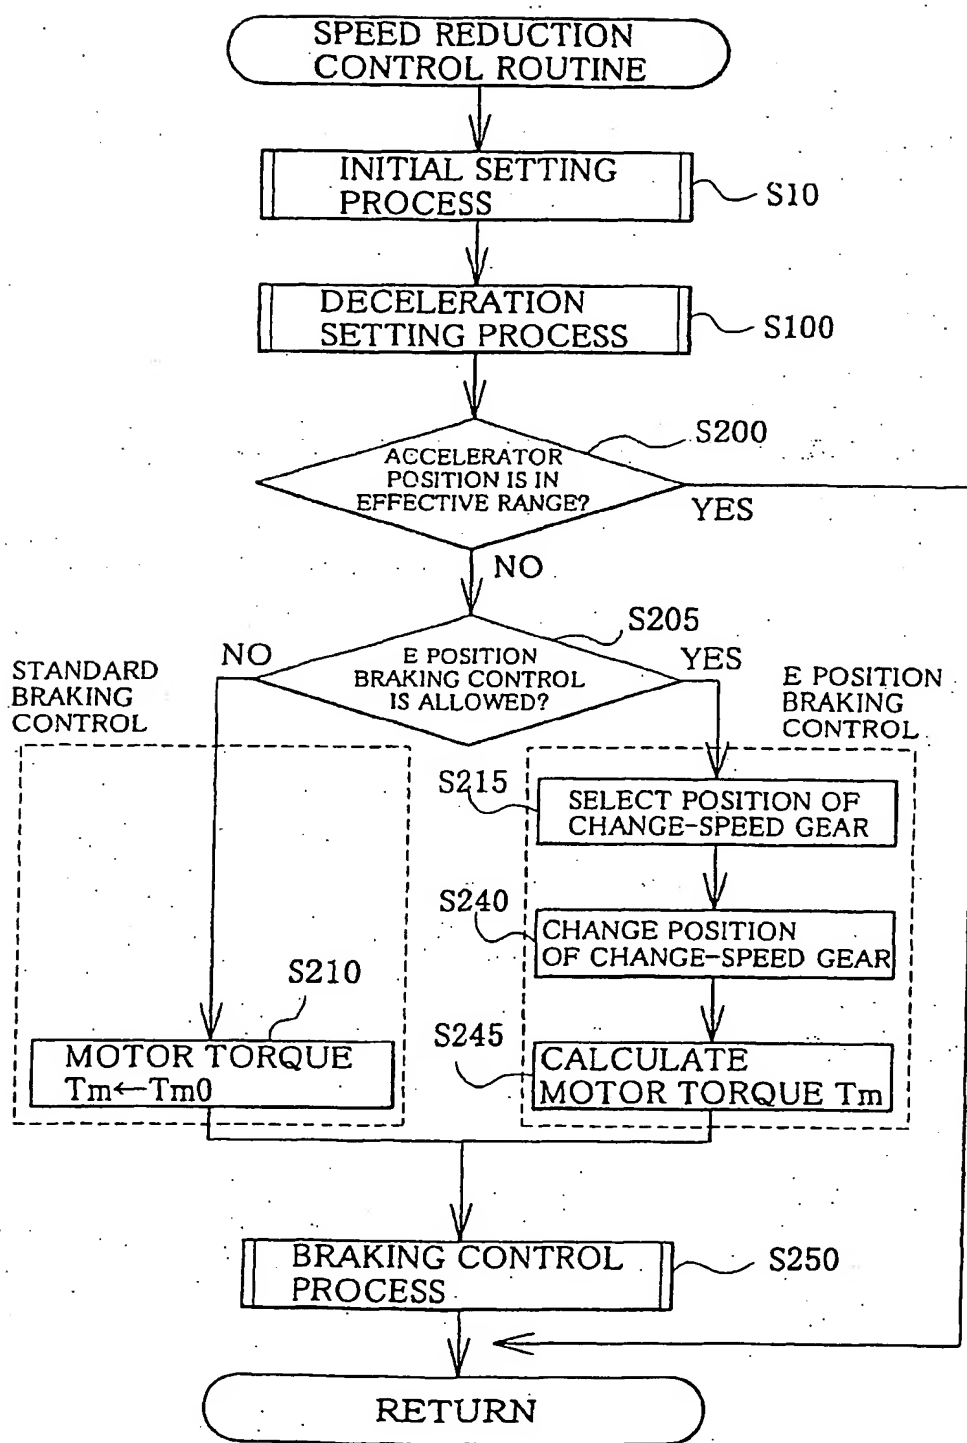 SPEED REDUCTION
CONTROL ROUTINE
INITIAL SETTING
PROCESS
S10
DECELERATION
SETTING PROCESS
S100
S200
ACCELERATOR
POSITION IS IN
EFFECTIVE RANGE?
YES
NO
S205
NO
E POSITION
BRAKING CONTROL
IS ALLOWED?
YES
STANDARD
BRAKING
CONTROL
E POSITION
BRAKING
CONTROL
S215
SELECT POSITION OF
CHANGE-SPEED GEAR
S240
CHANGE POSITION
OF CHANGE-SPEED GEAR
S210
MOTOR TORQUE
Tm←Tm0
S245
CALCULATE
MOTOR TORQUE Tm
BRAKING CONTROL
PROCESS
S250
RETURN